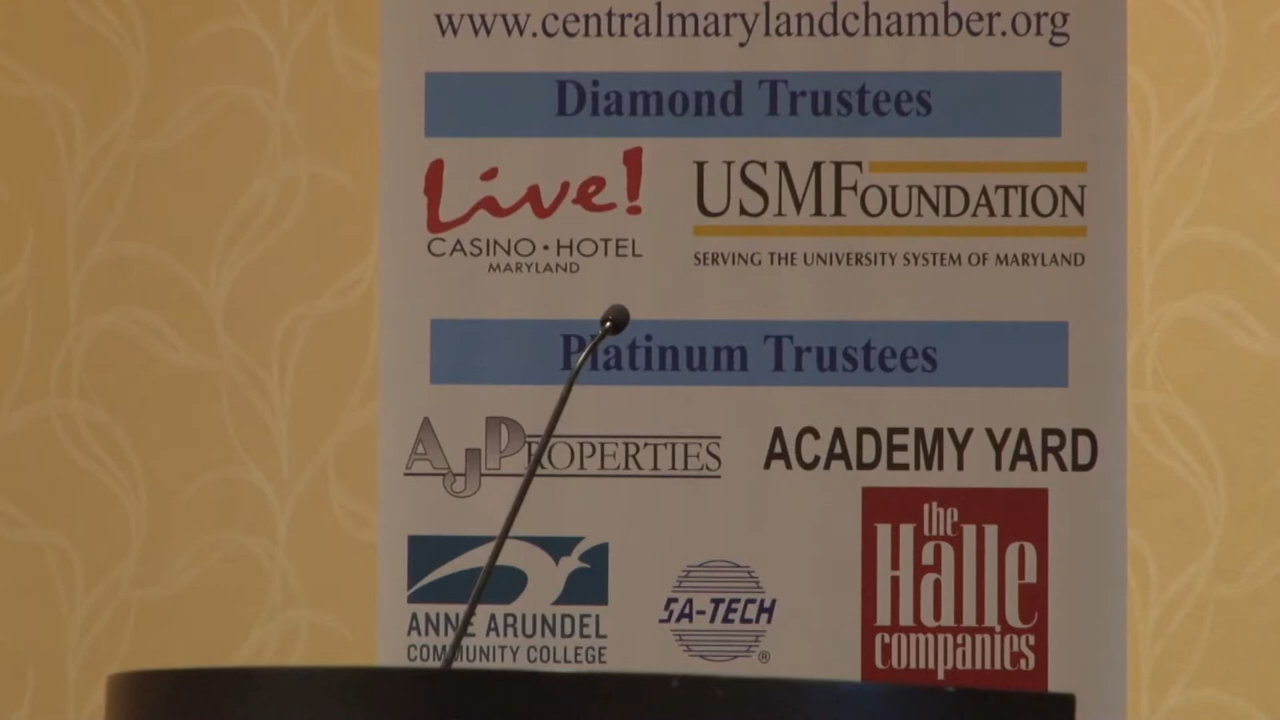 www.centralmarylandchamber.org
Diamond Trustees
Live!
CASINO • HOTEL
MARYLAND
USMFOUNDATION
SERVING THE UNIVERSITY SYSTEM OF MARYLAND
Platinum Trustees
AJPROPERTIES
ACADEMY YARD
ANNE ARUNDEL
COMMUNITY COLLEGE
SA-TECH
®
the
Halle
companies